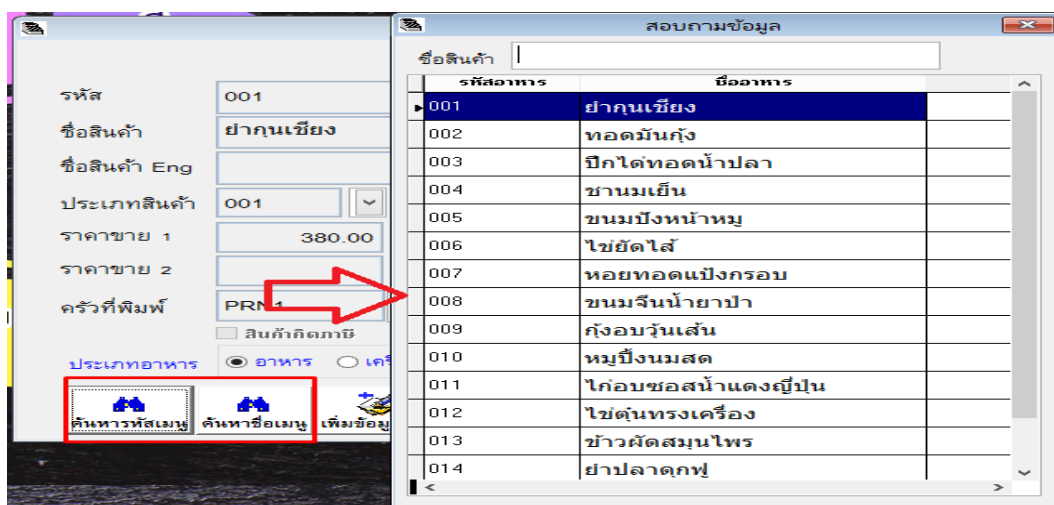 สอบถามข้อมูล
ชื่อสินค้า
รหัสอาหาร ชื่ออาหาร
001 ยำกุนเชียง
002 ทอดมันกุ้ง
003 ปีกไก่ทอดน้ำปลา
004 ชานมเย็น
005 ขนมปังหน้าหมู
006 ไข่ยัดไส้
007 หอยทอดแป้งกรอบ
008 ขนมจีนน้ำยาป่า
009 กุ้งอบวุ้นเส้น
010 หมูปิ้งนมสด
011 ไก่อบซอสน้ำแดงญี่ปุ่น
012 ไข่ตุ๋นทรงเครื่อง
013 ข้าวผัดสมุนไพร
014 ยำปลาดุกฟู
รหัส 001
ชื่อสินค้า ยำกุนเชียง
ชื่อสินค้า Eng
ประเภทสินค้า 001
ราคาขาย 1 380.00
ราคาขาย 2
ครัวที่พิมพ์ PRN1
สินค้าคิดภาษี
ประเภทอาหาร อาหาร
ค้นหารหัสเมนู ค้นหาชื่อเมนู